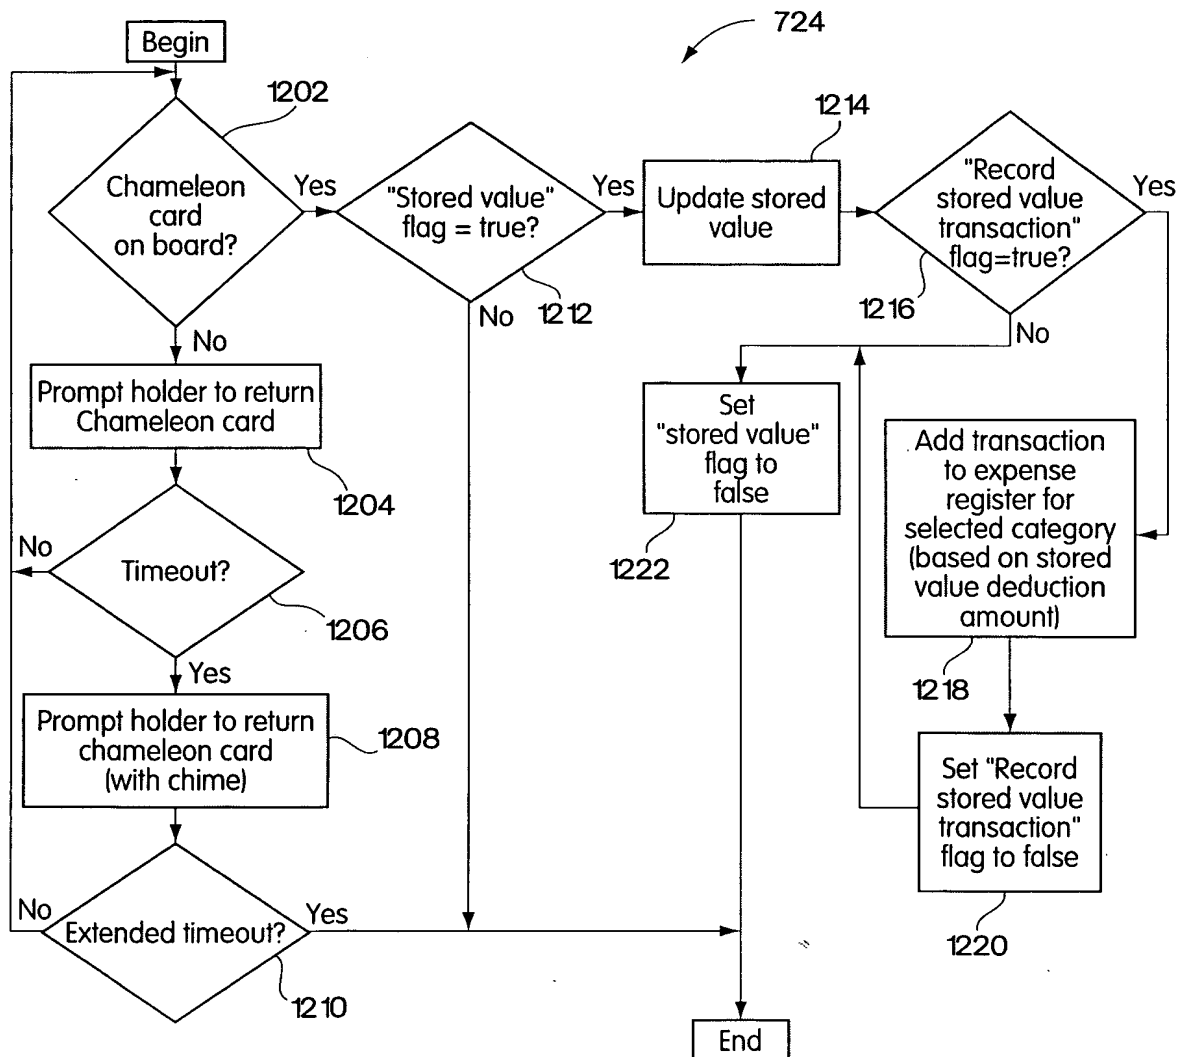 724
Begin
1202
Chameleon
card
on board?
Yes
"Stored value"
flag = true?
1212
Yes
1214
Update stored
value
"Record
stored value
transaction"
flag=true?
1216
Yes
No
No
No
Prompt holder to return
Chameleon card
1204
Timeout?
No
1206
Yes
Prompt holder to return
chameleon card
(with chime)
1208
Extended timeout?
No
Yes
1210
Set
"stored value"
flag to
false
1222
Add transaction
to expense
register for
selected category
(based on stored
value deduction
amount)
1218
Set "Record
stored value
transaction"
flag to false
1220
End